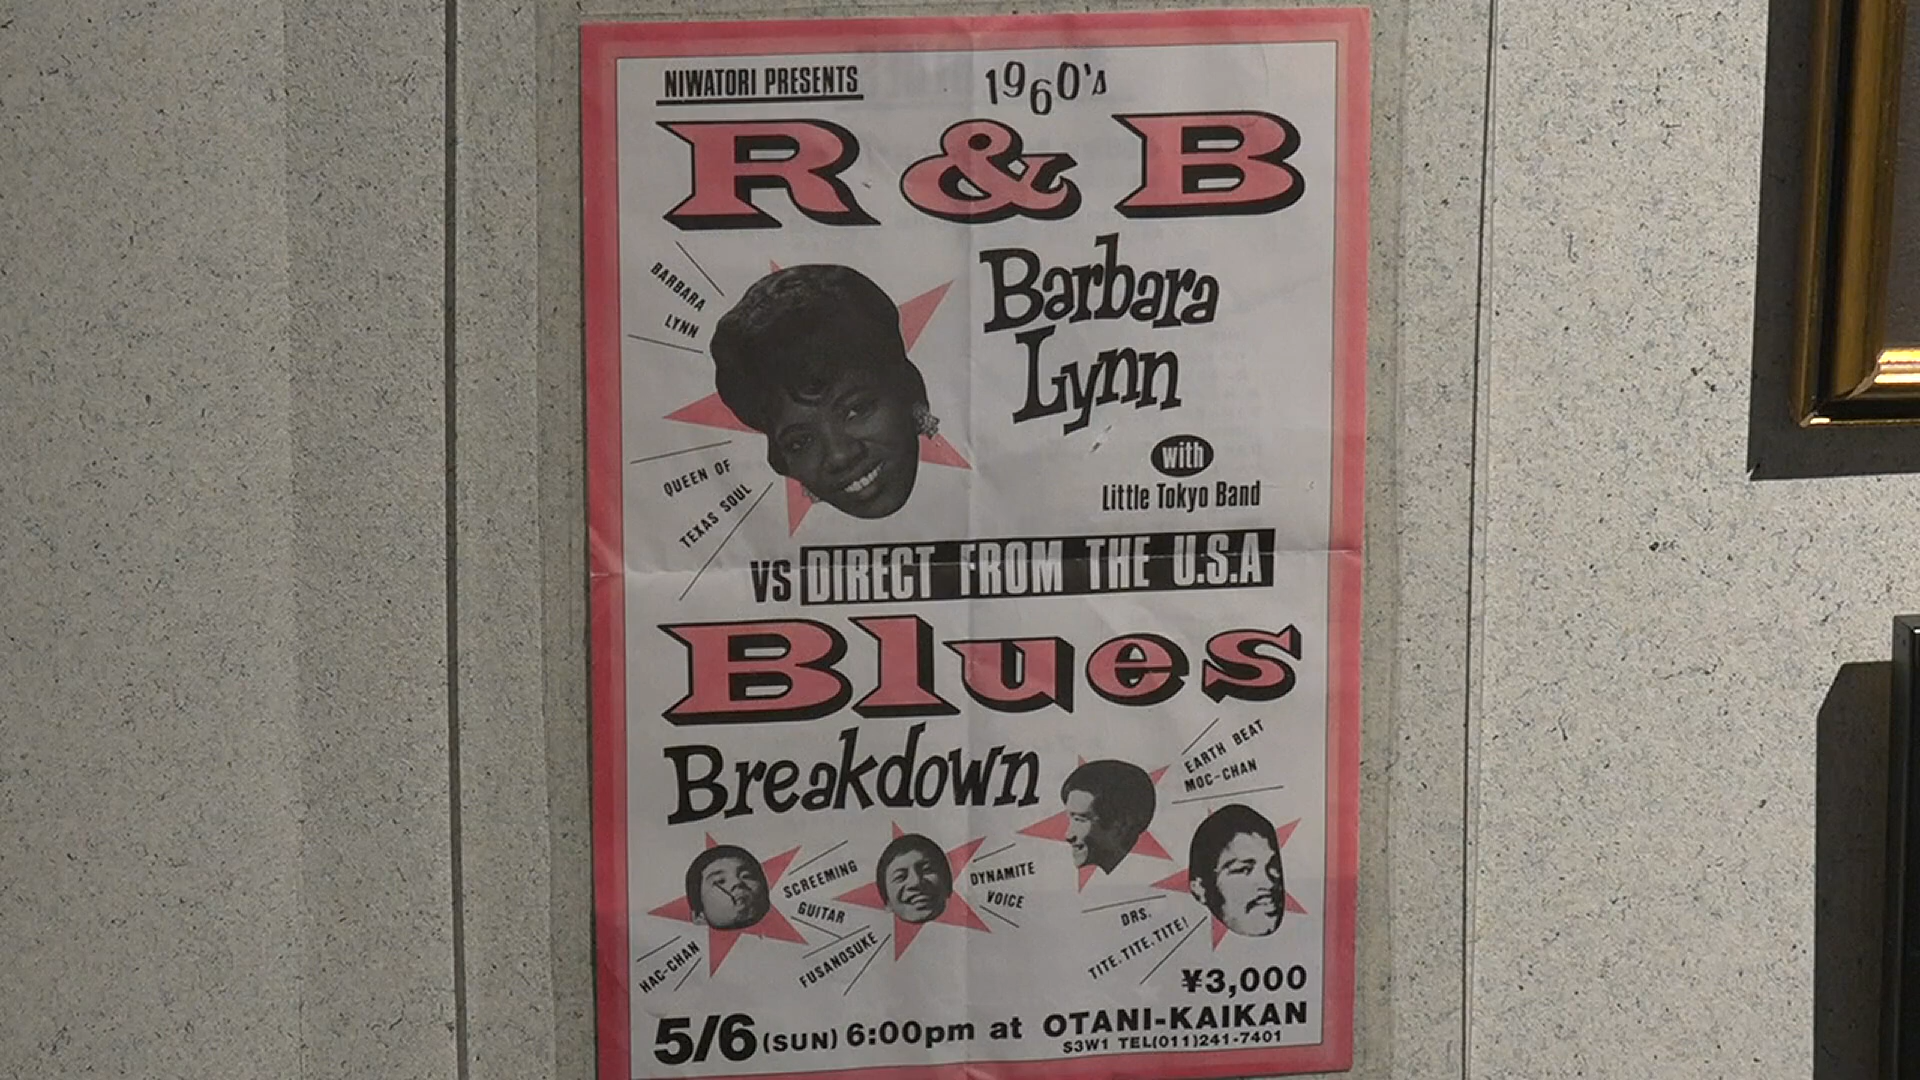 NIWATORI PRESENTS
1960's
R & B
BARBARA
LYNN
Barbara
Lynn
QUEEN OF
TEXAS SOUL
with
Little Tokyo Band
VS DIRECT FROM THE U.S.A
Blues
Breakdown
EARTH BEAT
MOC-CHAN
SCREEMING
GUITAR
HAC-CHAN
DYNAMITE
VOICE
FUSANOSUKE
DRS.
TITE.TITE.TITE!
¥3,000
5/6 (SUN) 6:00pm at OTANI-KAIKAN
S3W1 TEL(011)241-7401